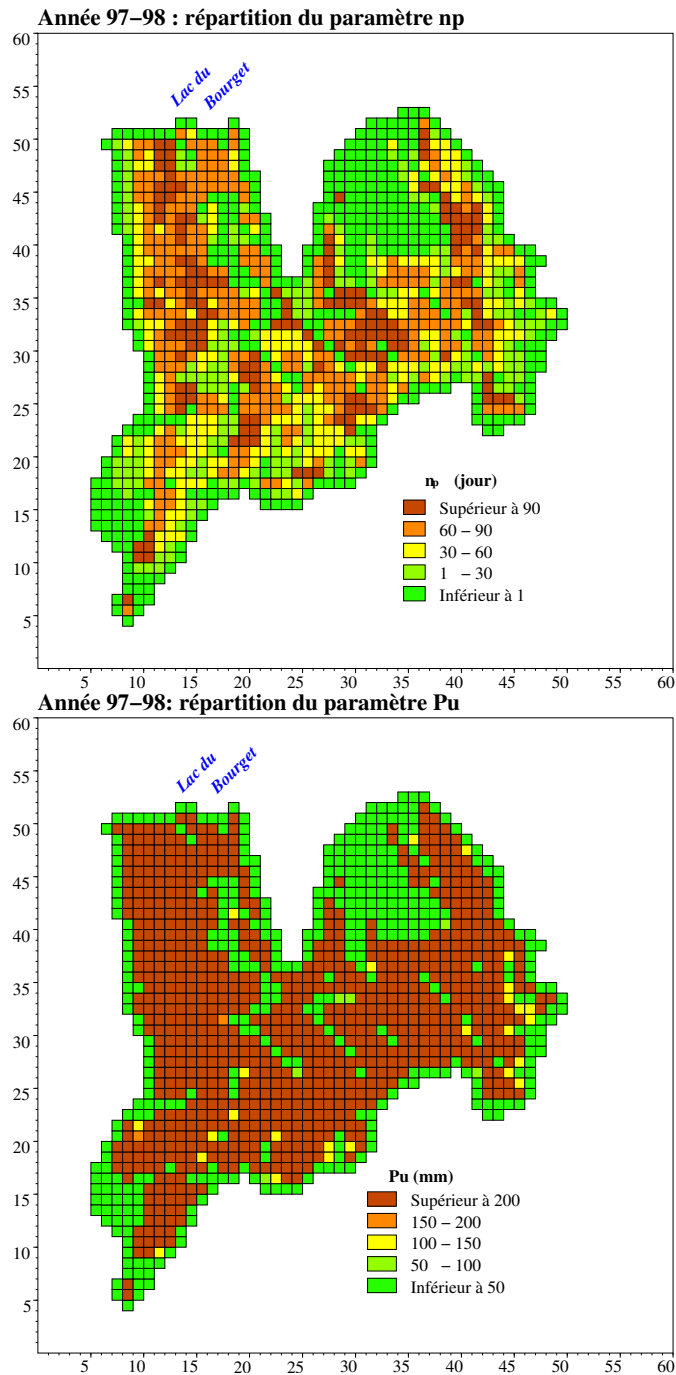 Année 97–98 : répartition du paramètre np
60
55
50
45
40
35
30
25
20
15
10
5
Lac du
Bourget
np (jour)
Supérieur à 90
60 – 90
30 – 60
1 – 30
Inférieur à 1
5 10 15 20 25 30 35 40 45 50 55 60
Année 97–98: répartition du paramètre Pu
60
55
50
45
40
35
30
25
20
15
10
5
Lac du
Bourget
Pu (mm)
Supérieur à 200
150 – 200
100 – 150
50 – 100
Inférieur à 50
5 10 15 20 25 30 35 40 45 50 55 60